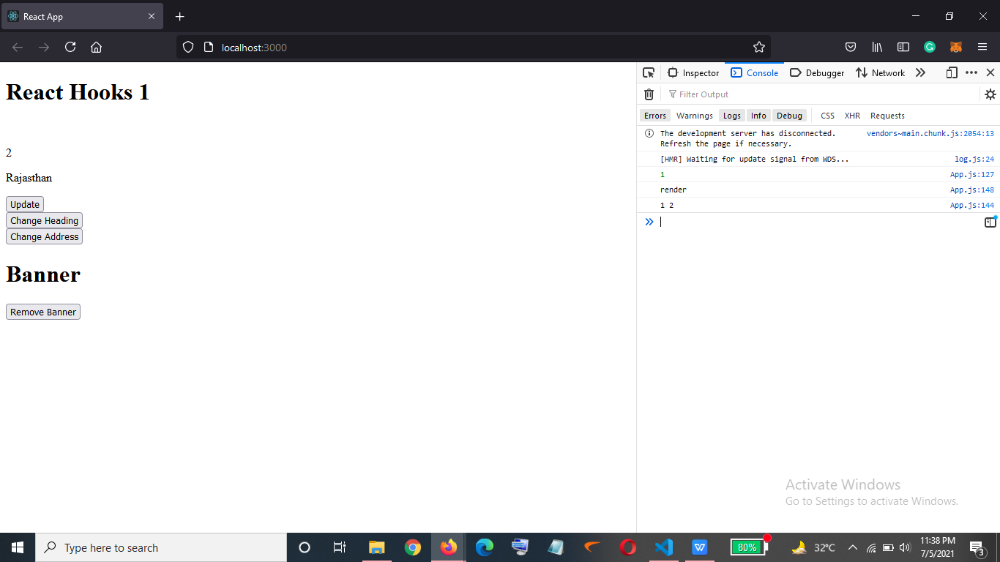 React App
localhost:3000
React Hooks 1
2
Rajasthan
Update
Change Heading
Change Address
Banner
Remove Banner
Inspector Console Debugger Network
Filter Output
Errors Warnings Logs Info Debug CSS XHR Requests
The development server has disconnected. vendors~main.chunk.js:2054:13
Refresh the page if necessary.
[HMR] Waiting for update signal from WDS... log.js:24
1 App.js:127
render App.js:148
1 2 App.js:144
Activate Windows
Go to Settings to activate Windows.
Type here to search
80%
32°C
11:38 PM
7/5/2021
3